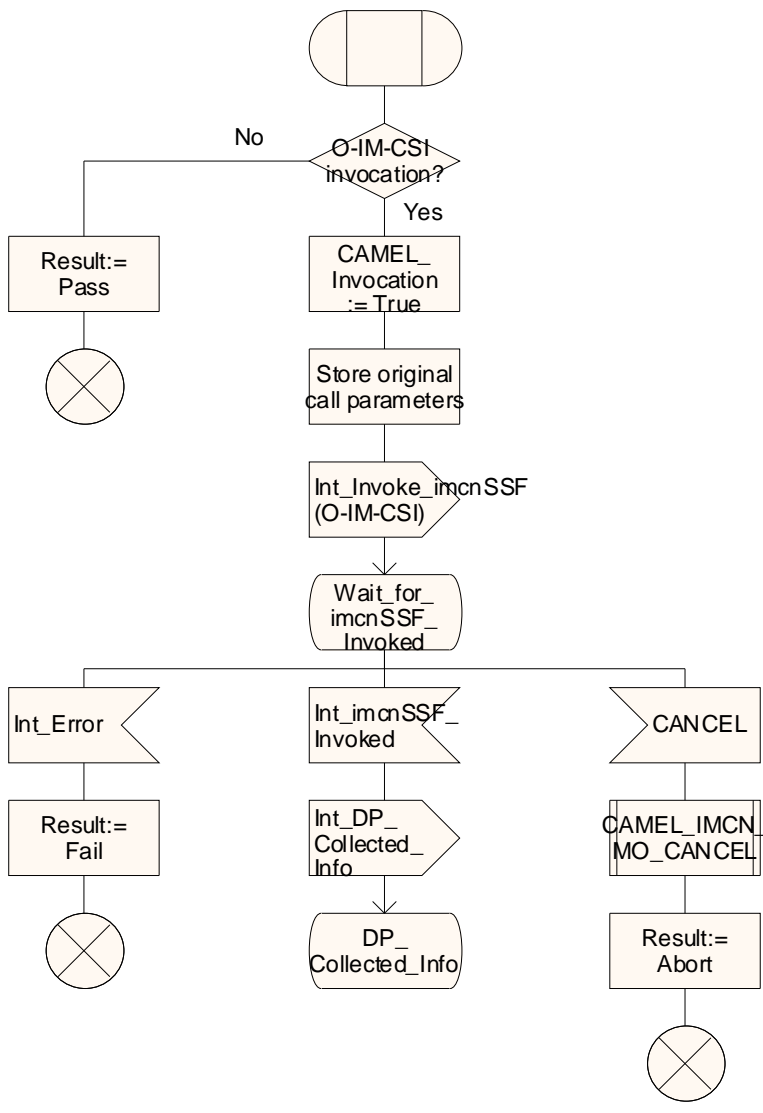 No
O-IM-CSI
invocation?
Yes
Result:=
Pass
CAMEL_
Invocation
:= True
Store original
call parameters
Int_Invoke_imcnSSF
(O-IM-CSI)
Wait_for_
imcnSSF_
Invoked
Int_Error
Int_imcnSSF_
Invoked
CANCEL
Result:=
Fail
Int_DP_
Collected_
Info
CAMEL_IMCN_
MO_CANCEL
DP_
Collected_Info
Result:=
Abort